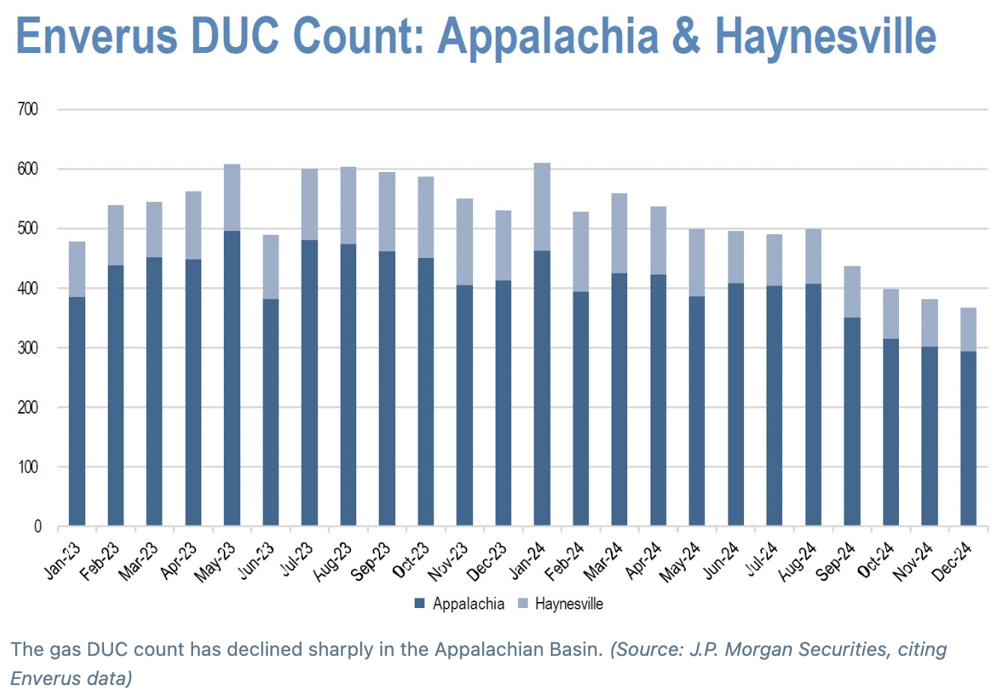 Enverus DUC Count: Appalachia & Haynesville
700
600
500
400
300
200
100
0
Jan-23
Feb-23
Mar-23
Apr-23
May-23
Jun-23
Jul-23
Aug-23
Sep-23
Oct-23
Nov-23
Dec-23
Jan-24
Feb-24
Mar-24
Apr-24
May-24
Jun-24
Jul-24
Aug-24
Sep-24
Oct-24
Nov-24
Dec-24
Appalachia Haynesville
The gas DUC count has declined sharply in the Appalachian Basin. (Source: J.P. Morgan Securities, citing
Enverus data)